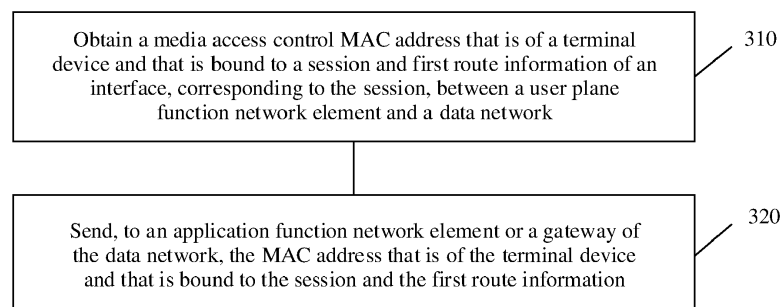 Obtain a media access control MAC address that is of a terminal
device and that is bound to a session and first route information of an
interface, corresponding to the session, between a user plane
function network element and a data network
310
Send, to an application function network element or a gateway of
the data network, the MAC address that is of the terminal device
and that is bound to the session and the first route information
320